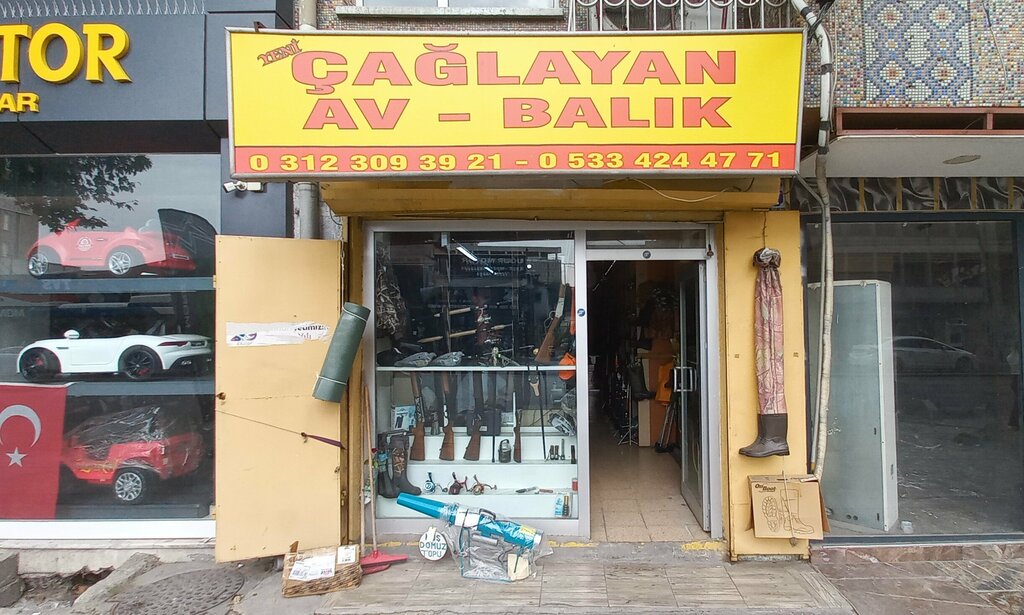 TOR
AR
YENİ
ÇAĞLAYAN
AV - BALIK
0 312 309 39 21 - 0 533 424 47 71
DOMUZ
TOPU